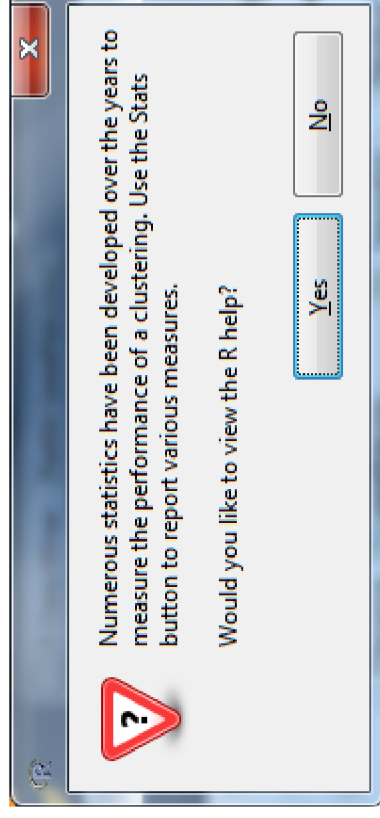 Numerous statistics have been developed over the years to
measure the performance of a clustering. Use the Stats
button to report various measures.
Would you like to view the R help?
Yes
No